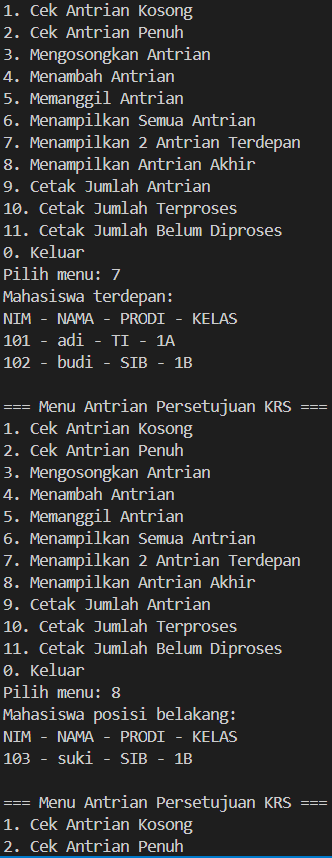 1. Cek Antrian Kosong
2. Cek Antrian Penuh
3. Mengosongkan Antrian
4. Menambah Antrian
5. Memanggil Antrian
6. Menampilkan Semua Antrian
7. Menampilkan 2 Antrian Terdepan
8. Menampilkan Antrian Akhir
9. Cetak Jumlah Antrian
10. Cetak Jumlah Terproses
11. Cetak Jumlah Belum Diproses
0. Keluar
Pilih menu: 7
Mahasiswa terdepan:
NIM - NAMA - PRODI - KELAS
101 - adi - TI - 1A
102 - budi - SIB - 1B

=== Menu Antrian Persetujuan KRS ===
1. Cek Antrian Kosong
2. Cek Antrian Penuh
3. Mengosongkan Antrian
4. Menambah Antrian
5. Memanggil Antrian
6. Menampilkan Semua Antrian
7. Menampilkan 2 Antrian Terdepan
8. Menampilkan Antrian Akhir
9. Cetak Jumlah Antrian
10. Cetak Jumlah Terproses
11. Cetak Jumlah Belum Diproses
0. Keluar
Pilih menu: 8
Mahasiswa posisi belakang:
NIM - NAMA - PRODI - KELAS
103 - suki - SIB - 1B

=== Menu Antrian Persetujuan KRS ===
1. Cek Antrian Kosong
2. Cek Antrian Penuh